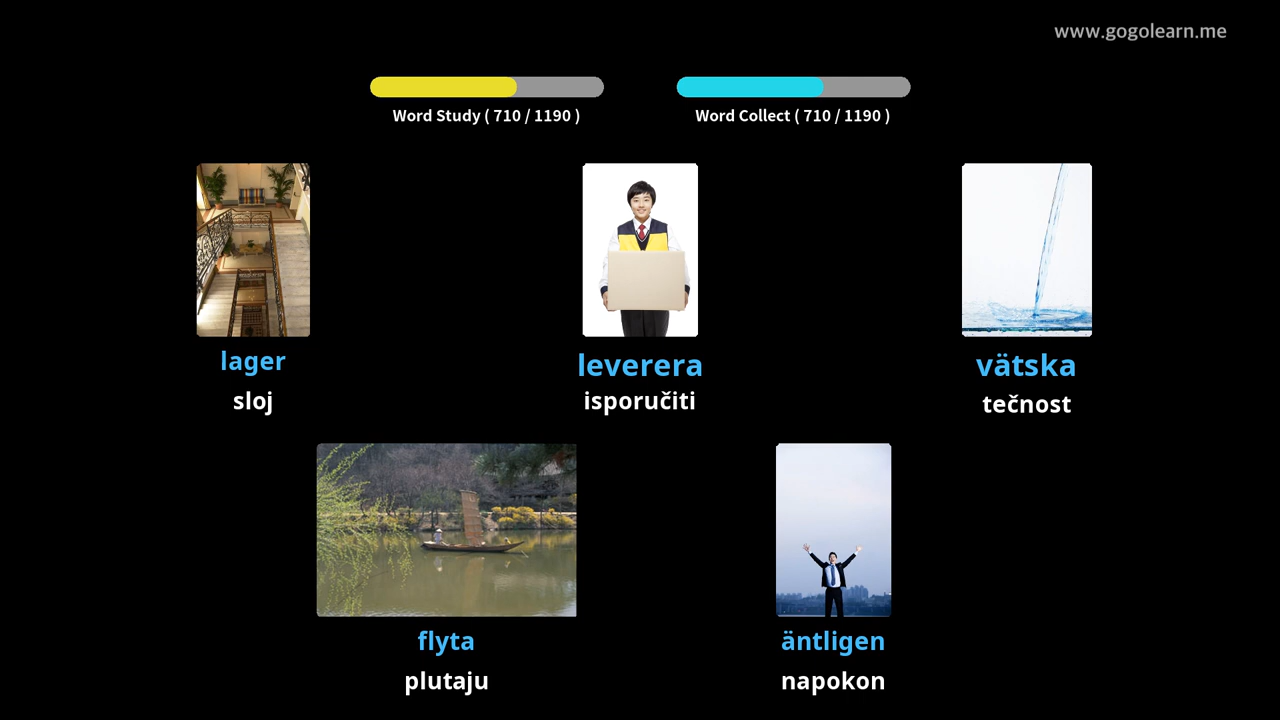 www.gogolearn.me
Word Study ( 710 / 1190 )
Word Collect ( 710 / 1190 )
lager
sloj
leverera
isporučiti
vätska
tečnost
flyta
plutaju
äntligen
napokon